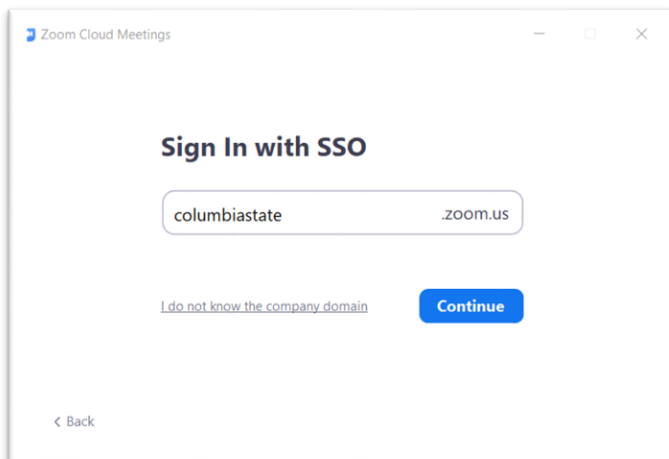 Zoom Cloud Meetings
Sign In with SSO
columbiastate .zoom.us
I do not know the company domain Continue
Back